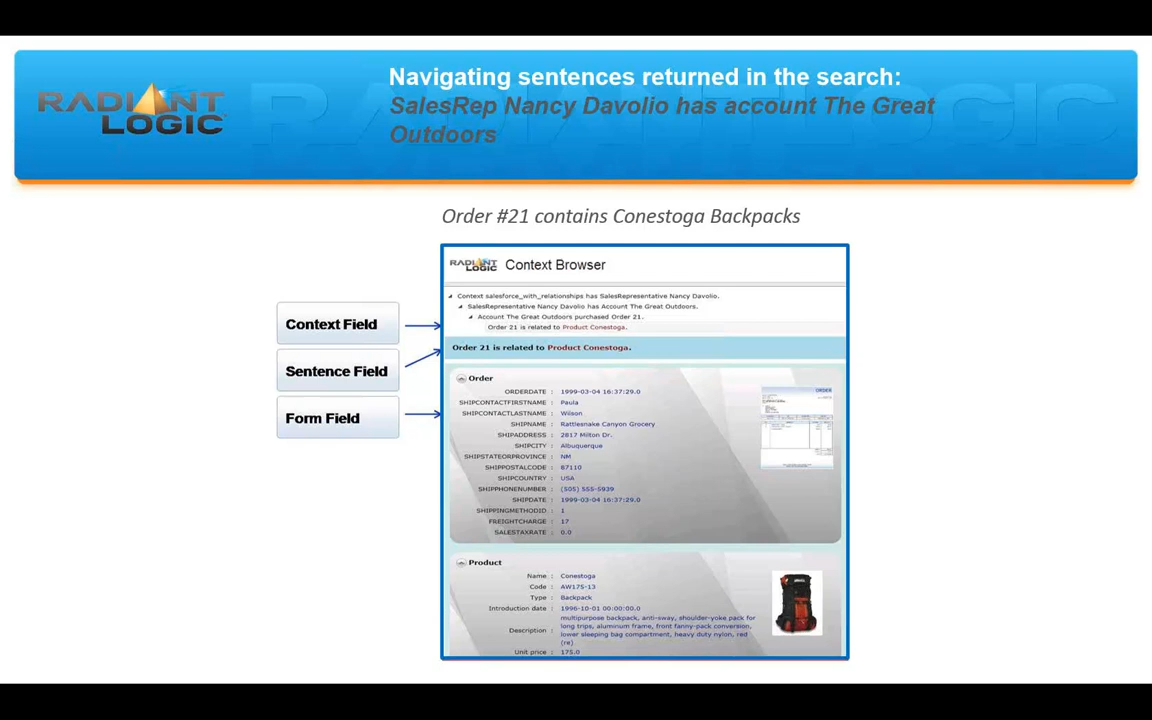 RADIANT
LOGIC
Navigating sentences returned in the search:
SalesRep Nancy Davolio has account The Great
Outdoors
Order #21 contains Conestoga Backpacks
RADIANT
LOGIC
Context Browser
Context salesforce_with_relationships has SalesRepresentative Nancy Davolio.
SalesRepresentative Nancy Davolio has Account The Great Outdoors.
Account The Great Outdoors purchased Order 21.
Order 21 is related to Product Conestoga.
Context Field
Sentence Field
Form Field
Order 21 is related to Product Conestoga.
Order
ORDERDATE : 1999-03-04 16:37:29.0
SHIPCONTACTFIRSTNAME : Paula
SHIPCONTACTLASTNAME : Wilson
SHIPNAME : Rattlesnake Canyon Grocery
SHIPADDRESS : 2817 Milton Dr.
SHIPCITY : Albuquerque
SHIPSTATEORPROVINCE : NM
SHIPPOSTALCODE : 87110
SHIPCOUNTRY : USA
SHIPPHONENUMBER : (505) 555-5939
SHIPDATE : 1999-03-04 16:37:29.0
SHIPPINGMETHODID : 1
FREIGHTCHARGE : 17
SALESTAXRATE : 0.0
ORDER
Product
Name : Conestoga
Code : AW175-13
Type : Backpack
Introduction date : 1996-10-01 00:00:00.0
Description : multipurpose backpack, anti-sway, shoulder-yoke pack for
long trips, aluminum frame, front fanny-pack conversion,
lower sleeping bag compartment, heavy duty nylon, red
(re)
Unit price : 175.0